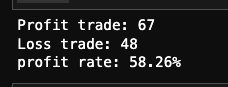 Profit trade: 67
Loss trade: 48
profit rate: 58.26%